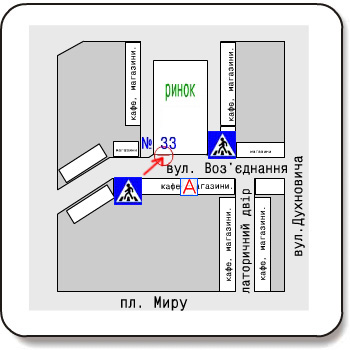 кафе. магазини.
кафе. магазини.
ринок
№ 33
магазини
магазини
вул. Воз'єднання
А
вул.Духновича
латоричний двір
кафе. магазини.
кафе. магазини.
пл. Миру